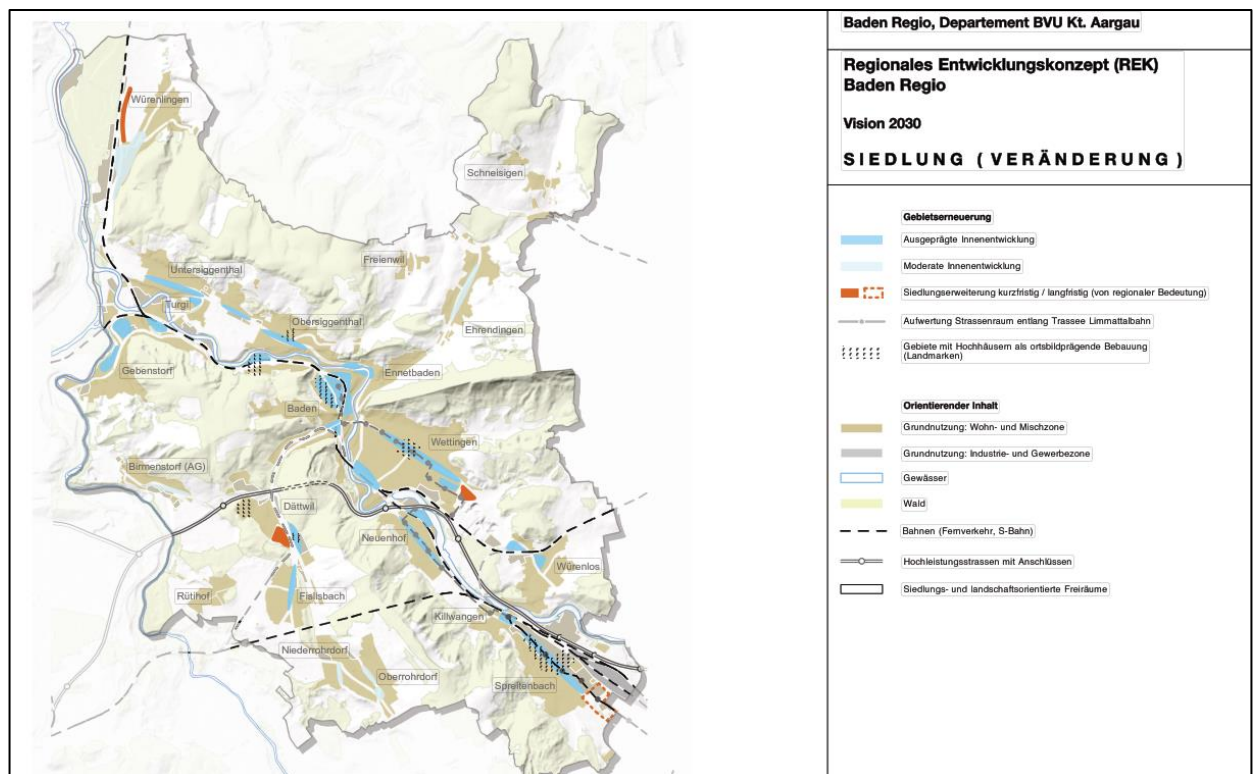 Baden Regio, Departement BVU Kt. Aargau
Regionales Entwicklungskonzept (REK)
Baden Regio
Vision 2030
SIEDLUNG (VERÄNDERUNG)
Gebietserneuerung
Ausgeprägte Innenentwicklung
Moderate Innenentwicklung
Siedlungserweiterung kurzfristig / langfristig (von regionaler Bedeutung)
Aufwertung Strassenraum entlang Trassee Limmattalbahn
Gebiete mit Hochhäusern als ortsbildprägende Bebauung
(Landmarken)
Orientierender Inhalt
Grundnutzung: Wohn- und Mischzone
Grundnutzung: Industrie- und Gewerbezone
Gewässer
Wald
Bahnen (Fernverkehr, S-Bahn)
Hochleistungsstrassen mit Anschlüssen
Siedlungs- und landschaftsorientierte Freiräume
Würenlingen
Schneisigen
Freienwil
Untersiggenthal
Turgi
Obersiggenthal
Ehrendingen
Gebenstorf
Ennetbaden
Baden
Wettingen
Birmenstorf (AG)
Dättwil
Neuenhof
Würenlos
Rütihof
Fislisbach
Killwangen
Niederrohrdorf
Oberrohrdorf
Spreitenbach